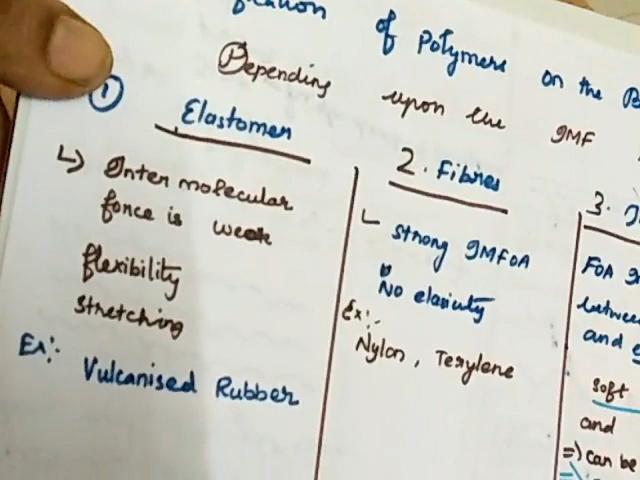 of Polymers on the
Depending upon the IMF
1
Elastomer
↳ Inter molecular
force is weak
flexibility
stretching
Ex:- Vulcanised Rubber
2. Fibres
strong IMFOA
No elasticity
Ex:-
Nylon, Terylene
3.
FOA
between
and
soft
and
⇒ can be